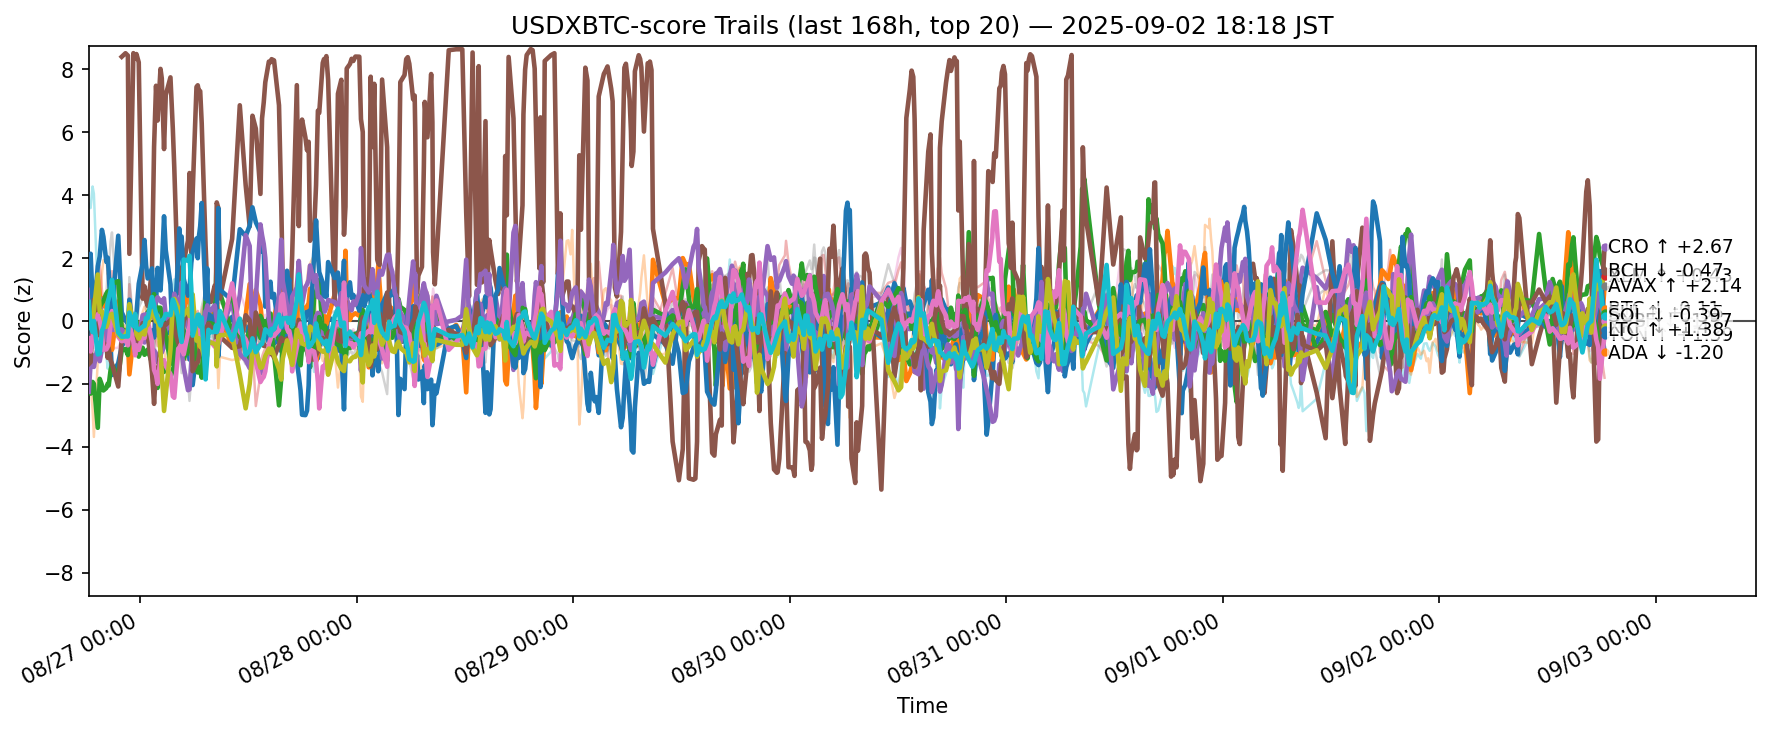 USDXBTC-score Trails (last 168h, top 20) — 2025-09-02 18:18 JST
Score (z)
8
6
4
2
0
−2
−4
−6
−8
CRO ↑ +2.67
BCH ↓ -0.47
AVAX ↑ +2.14
SOL ↓ -0.39
LTC ↑ +1.38
ADA ↓ -1.20
08/27 00:00
08/28 00:00
08/29 00:00
08/30 00:00
08/31 00:00
09/01 00:00
09/02 00:00
09/03 00:00
Time